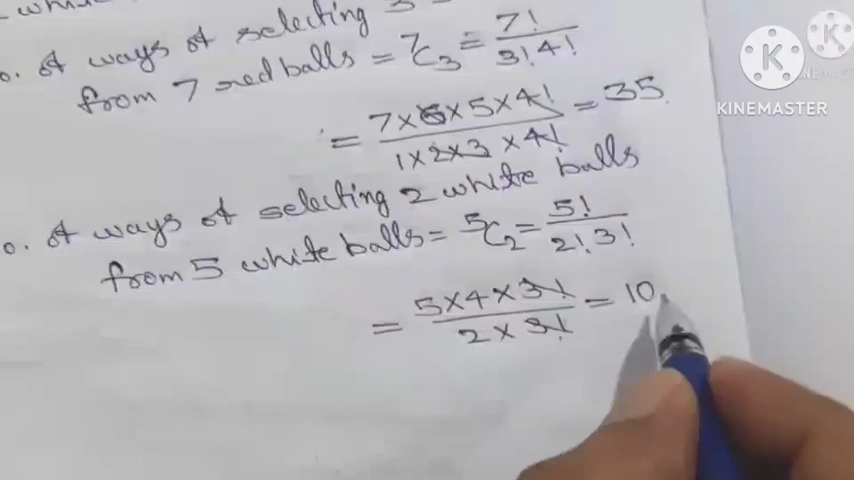 white
o. of ways of selecting 3
from 7 red balls = ⁷C₃ = 7! / 3! 4!
= 7×6×5×4! / 1×2×3×4! = 35
o. of ways of selecting 2 white balls
from 5 white balls = ⁵C₂ = 5! / 2! 3!
= 5×4×3! / 2×3! = 10
KINEMASTER
KINEMASTER